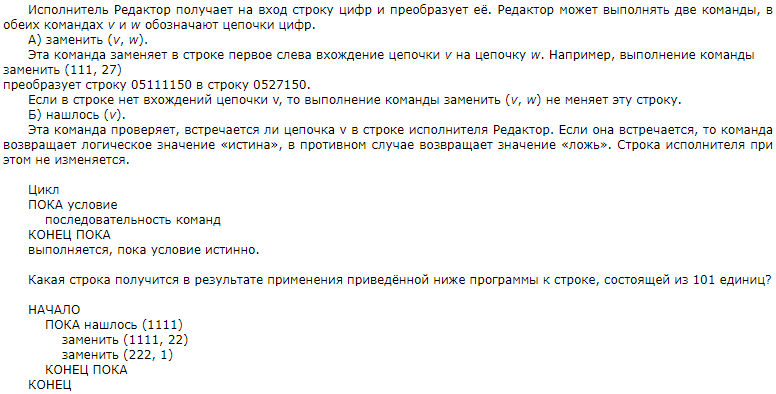 Исполнитель Редактор получает на вход строку цифр и преобразует её. Редактор может выполнять две команды, в
обеих командах v и w обозначают цепочки цифр.
А) заменить (v, w).
Эта команда заменяет в строке первое слева вхождение цепочки v на цепочку w. Например, выполнение команды
заменить (111, 27)
преобразует строку 05111150 в строку 0527150.
Если в строке нет вхождений цепочки v, то выполнение команды заменить (v, w) не меняет эту строку.
Б) нашлось (v).
Эта команда проверяет, встречается ли цепочка v в строке исполнителя Редактор. Если она встречается, то команда
возвращает логическое значение «истина», в противном случае возвращает значение «ложь». Строка исполнителя при
этом не изменяется.
Цикл
ПОКА условие
последовательность команд
КОНЕЦ ПОКА
выполняется, пока условие истинно.
Какая строка получится в результате применения приведённой ниже программы к строке, состоящей из 101 единиц?
НАЧАЛО
ПОКА нашлось (1111)
заменить (1111, 22)
заменить (222, 1)
КОНЕЦ ПОКА
КОНЕЦ